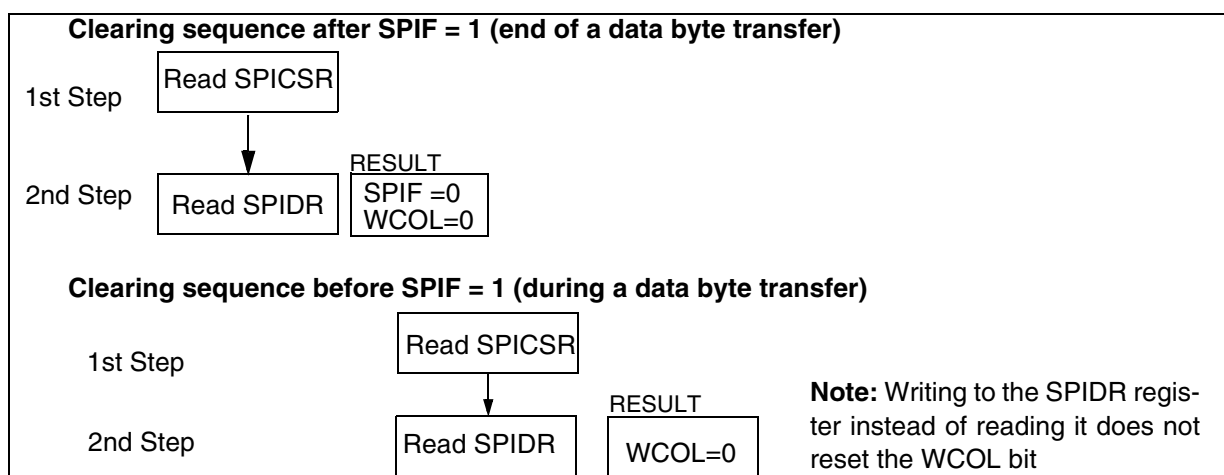 Clearing sequence after SPIF = 1 (end of a data byte transfer)
1st Step
Read SPICSR
2nd Step
Read SPIDR
RESULT
SPIF =0
WCOL=0
Clearing sequence before SPIF = 1 (during a data byte transfer)
1st Step
Read SPICSR
2nd Step
Read SPIDR
RESULT
WCOL=0
Note: Writing to the SPIDR regis-
ter instead of reading it does not
reset the WCOL bit